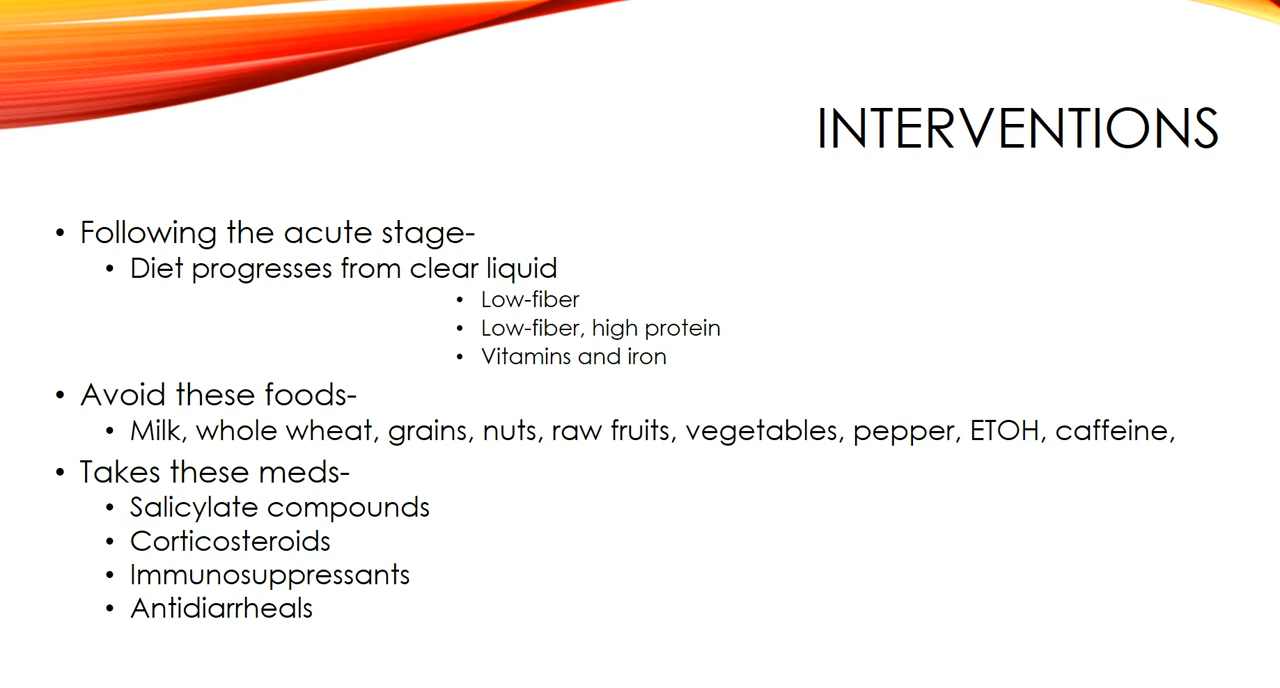 INTERVENTIONS
• Following the acute stage-
• Diet progresses from clear liquid
• Low-fiber
• Low-fiber, high protein
• Vitamins and iron
• Avoid these foods-
• Milk, whole wheat, grains, nuts, raw fruits, vegetables, pepper, ETOH, caffeine,
• Takes these meds-
• Salicylate compounds
• Corticosteroids
• Immunosuppressants
• Antidiarrheals